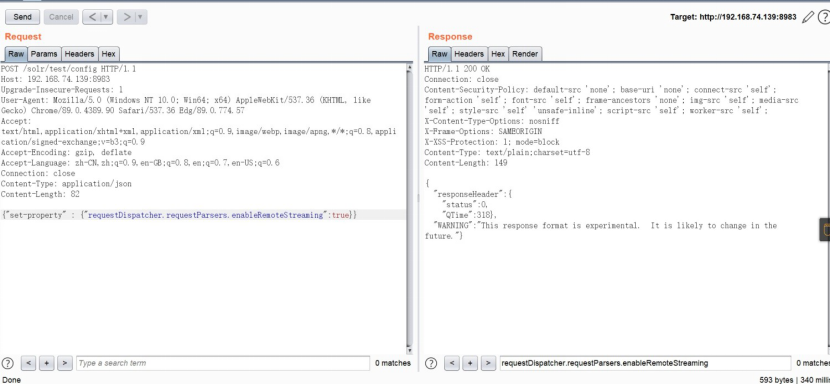 Send Cancel < | ▼ > | ▼ Target: http://192.168.74.139:8983
Request
Raw Params Headers Hex
POST /solr/test/config HTTP/1.1
Host: 192.168.74.139:8983
Upgrade-Insecure-Requests: 1
User-Agent: Mozilla/5.0 (Windows NT 10.0; Win64; x64) AppleWebKit/537.36 (KHTML, like
Gecko) Chrome/89.0.4389.90 Safari/537.36 Edg/89.0.774.57
Accept:
text/html,application/xhtml+xml,application/xml;q=0.9,image/webp,image/apng,*/*;q=0.8,appli
cation/signed-exchange;v=b3;q=0.9
Accept-Encoding: gzip, deflate
Accept-Language: zh-CN,zh;q=0.9,en-GB;q=0.8,en;q=0.7,en-US;q=0.6
Connection: close
Content-Type: application/json
Content-Length: 82
{"set-property" : {"requestDispatcher.requestParsers.enableRemoteStreaming":true}}
? < + > Type a search term 0 matches
Response
Raw Headers Hex Render
HTTP/1.1 200 OK
Connection: close
Content-Security-Policy: default-src 'none'; base-uri 'none'; connect-src 'self';
form-action 'self'; font-src 'self'; frame-ancestors 'none'; img-src 'self'; media-src
'self'; style-src 'self' 'unsafe-inline'; script-src 'self'; worker-src 'self';
X-Content-Type-Options: nosniff
X-Frame-Options: SAMEORIGIN
X-XSS-Protection: 1; mode=block
Content-Type: text/plain;charset=utf-8
Content-Length: 149
{
"responseHeader":{
"status":0,
"QTime":318},
"WARNING":"This response format is experimental.  It is likely to change in the
future."}
? < + > requestDispatcher.requestParsers.enableRemoteStreaming 0 matches
Done 593 bytes | 340 milli